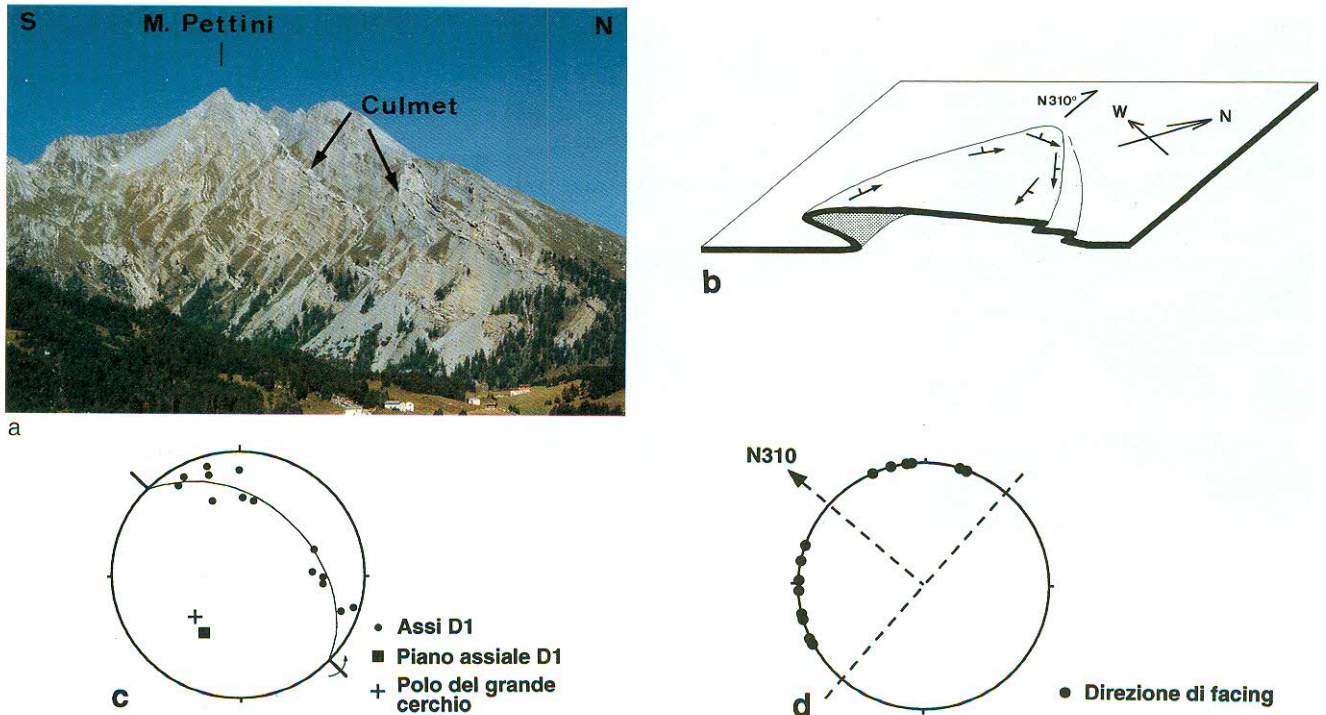 S
M. Pettini
N
Culmet
a
N310°
W
N
b
Assi D1
Piano assiale D1
Polo del grande
cerchio
c
N310
Direzione di facing
d